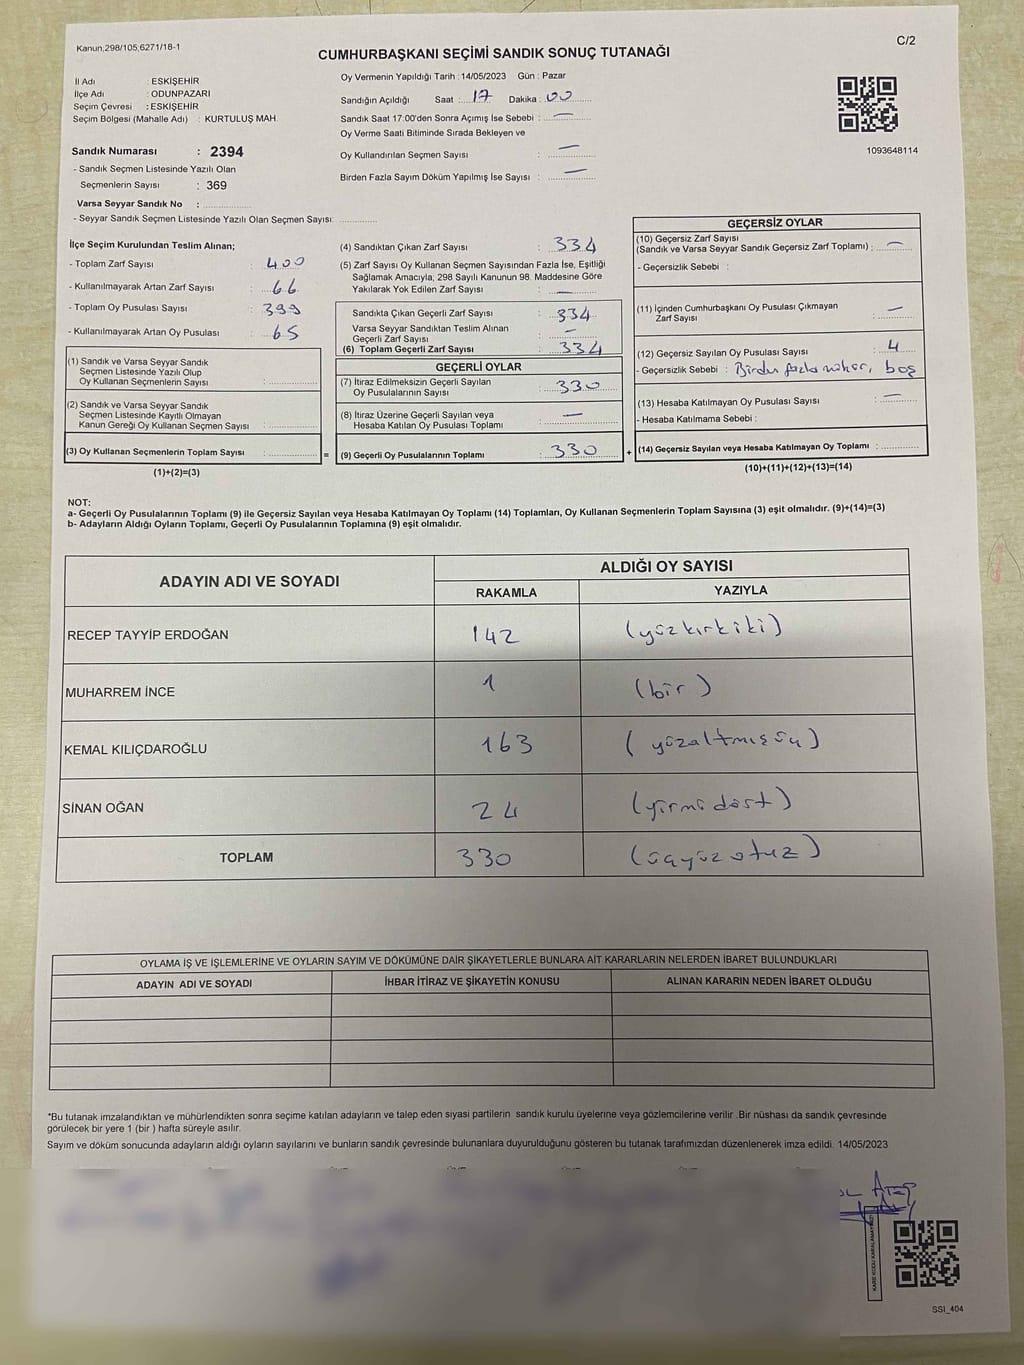 Kanun,298/105,6271/18-1
C/2
CUMHURBAŞKANI SEÇİMİ SANDIK SONUÇ TUTANAĞI
İl Adı : ESKİŞEHİR
İlçe Adı : ODUNPAZARI
Seçim Çevresi : ESKİŞEHİR
Seçim Bölgesi (Mahalle Adı) : KURTULUŞ MAH.
Sandık Numarası : 2394
- Sandık Seçmen Listesinde Yazılı Olan
Seçmenlerin Sayısı : 369
Varsa Seyyar Sandık No :
- Seyyar Sandık Seçmen Listesinde Yazılı Olan Seçmen Sayısı:
Oy Vermenin Yapıldığı Tarih : 14/05/2023 Gün : Pazar
Sandığın Açıldığı Saat : 17 Dakika : 00
Sandık Saat 17:00'den Sonra Açımış İse Sebebi : —
Oy Verme Saati Bitiminde Sırada Bekleyen ve
Oy Kullandırılan Seçmen Sayısı : —
Birden Fazla Sayım Döküm Yapılmış İse Sayısı : —
1093648114
İlçe Seçim Kurulundan Teslim Alınan;
- Toplam Zarf Sayısı : 400
- Kullanılmayarak Artan Zarf Sayısı : 66
- Toplam Oy Pusulası Sayısı : 399
- Kullanılmayarak Artan Oy Pusulası : 65
(1) Sandık ve Varsa Seyyar Sandık
Seçmen Listesinde Yazılı Olup
Oy Kullanan Seçmenlerin Sayısı :
(2) Sandık ve Varsa Seyyar Sandık
Seçmen Listesinde Kayıtlı Olmayan
Kanun Gereği Oy Kullanan Seçmen Sayısı :
(3) Oy Kullanan Seçmenlerin Toplam Sayısı : =
(1)+(2)=(3)
(4) Sandıktan Çıkan Zarf Sayısı : 334
(5) Zarf Sayısı Oy Kullanan Seçmen Sayısından Fazla İse, Eşitliği
Sağlamak Amacıyla, 298 Sayılı Kanunun 98. Maddesine Göre
Yakılarak Yok Edilen Zarf Sayısı : —
Sandıkta Çıkan Geçerli Zarf Sayısı : 334
Varsa Seyyar Sandıktan Teslim Alınan
Geçerli Zarf Sayısı : —
(6) Toplam Geçerli Zarf Sayısı : 334
GEÇERLİ OYLAR
(7) İtiraz Edilmeksizin Geçerli Sayılan
Oy Pusulalarının Sayısı : 330
(8) İtiraz Üzerine Geçerli Sayılan veya
Hesaba Katılan Oy Pusulası Toplamı : —
(9) Geçerli Oy Pusulalarının Toplamı : 330 +
GEÇERSİZ OYLAR
(10) Geçersiz Zarf Sayısı
(Sandık ve Varsa Seyyar Sandık Geçersiz Zarf Toplamı) : —
- Geçersizlik Sebebi :
(11) İçinden Cumhurbaşkanı Oy Pusulası Çıkmayan
Zarf Sayısı : —
(12) Geçersiz Sayılan Oy Pusulası Sayısı : 4
- Geçersizlik Sebebi : Birden fazla mühür, boş
(13) Hesaba Katılmayan Oy Pusulası Sayısı : —
- Hesaba Katılmama Sebebi :
(14) Geçersiz Sayılan veya Hesaba Katılmayan Oy Toplamı :
(10)+(11)+(12)+(13)=(14)
NOT:
a- Geçerli Oy Pusulalarının Toplamı (9) ile Geçersiz Sayılan veya Hesaba Katılmayan Oy Toplamı (14) Toplamları, Oy Kullanan Seçmenlerin Toplam Sayısına (3) eşit olmalıdır. (9)+(14)=(3)
b- Adayların Aldığı Oyların Toplamı, Geçerli Oy Pusulalarının Toplamına (9) eşit olmalıdır.
ADAYIN ADI VE SOYADI ALDIĞI OY SAYISI
RAKAMLA YAZIYLA
RECEP TAYYİP ERDOĞAN 142 (yüzkırkiki)
MUHARREM İNCE 1 (bir)
KEMAL KILIÇDAROĞLU 163 (yüzaltmışüç)
SİNAN OĞAN 24 (yirmidört)
TOPLAM 330 (üçyüzotuz)
OYLAMA İŞ VE İŞLEMLERİNE VE OYLARIN SAYIM VE DÖKÜMÜNE DAİR ŞİKAYETLERLE BUNLARA AİT KARARLARIN NELERDEN İBARET BULUNDUKLARI
ADAYIN ADI VE SOYADI İHBAR İTİRAZ VE ŞİKAYETİN KONUSU ALINAN KARARIN NEDEN İBARET OLDUĞU
*Bu tutanak imzalandıktan ve mühürlendikten sonra seçime katılan adayların ve talep eden siyasi partilerin sandık kurulu üyelerine veya gözlemcilerine verilir .Bir nüshası da sandık çevresinde
görülecek bir yere 1 (bir ) hafta süreyle asılır.
Sayım ve döküm sonucunda adayların aldığı oyların sayılarını ve bunların sandık çevresinde bulunanlara duyurulduğunu gösteren bu tutanak tarafımızdan düzenlenerek imza edildi. 14/05/2023
KARE KODU KARALAMAYINIZ
SSI_404